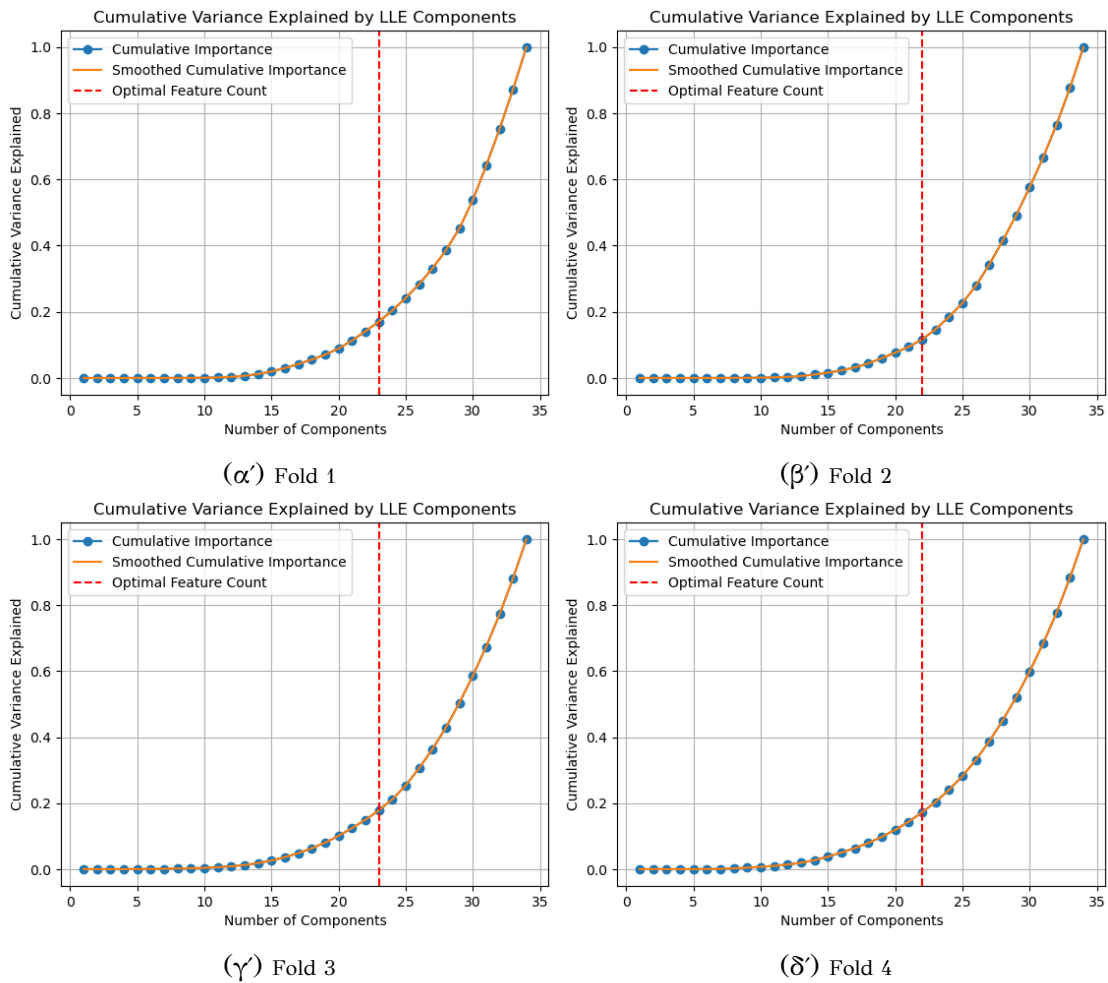 Cumulative Variance Explained by LLE Components
Cumulative Importance
Smoothed Cumulative Importance
Optimal Feature Count
Cumulative Variance Explained
1.0
0.8
0.6
0.4
0.2
0.0
0 5 10 15 20 25 30 35
Number of Components
(α΄) Fold 1
Cumulative Variance Explained by LLE Components
Cumulative Importance
Smoothed Cumulative Importance
Optimal Feature Count
Cumulative Variance Explained
1.0
0.8
0.6
0.4
0.2
0.0
0 5 10 15 20 25 30 35
Number of Components
(β΄) Fold 2
Cumulative Variance Explained by LLE Components
Cumulative Importance
Smoothed Cumulative Importance
Optimal Feature Count
Cumulative Variance Explained
1.0
0.8
0.6
0.4
0.2
0.0
0 5 10 15 20 25 30 35
Number of Components
(γ΄) Fold 3
Cumulative Variance Explained by LLE Components
Cumulative Importance
Smoothed Cumulative Importance
Optimal Feature Count
Cumulative Variance Explained
1.0
0.8
0.6
0.4
0.2
0.0
0 5 10 15 20 25 30 35
Number of Components
(δ΄) Fold 4